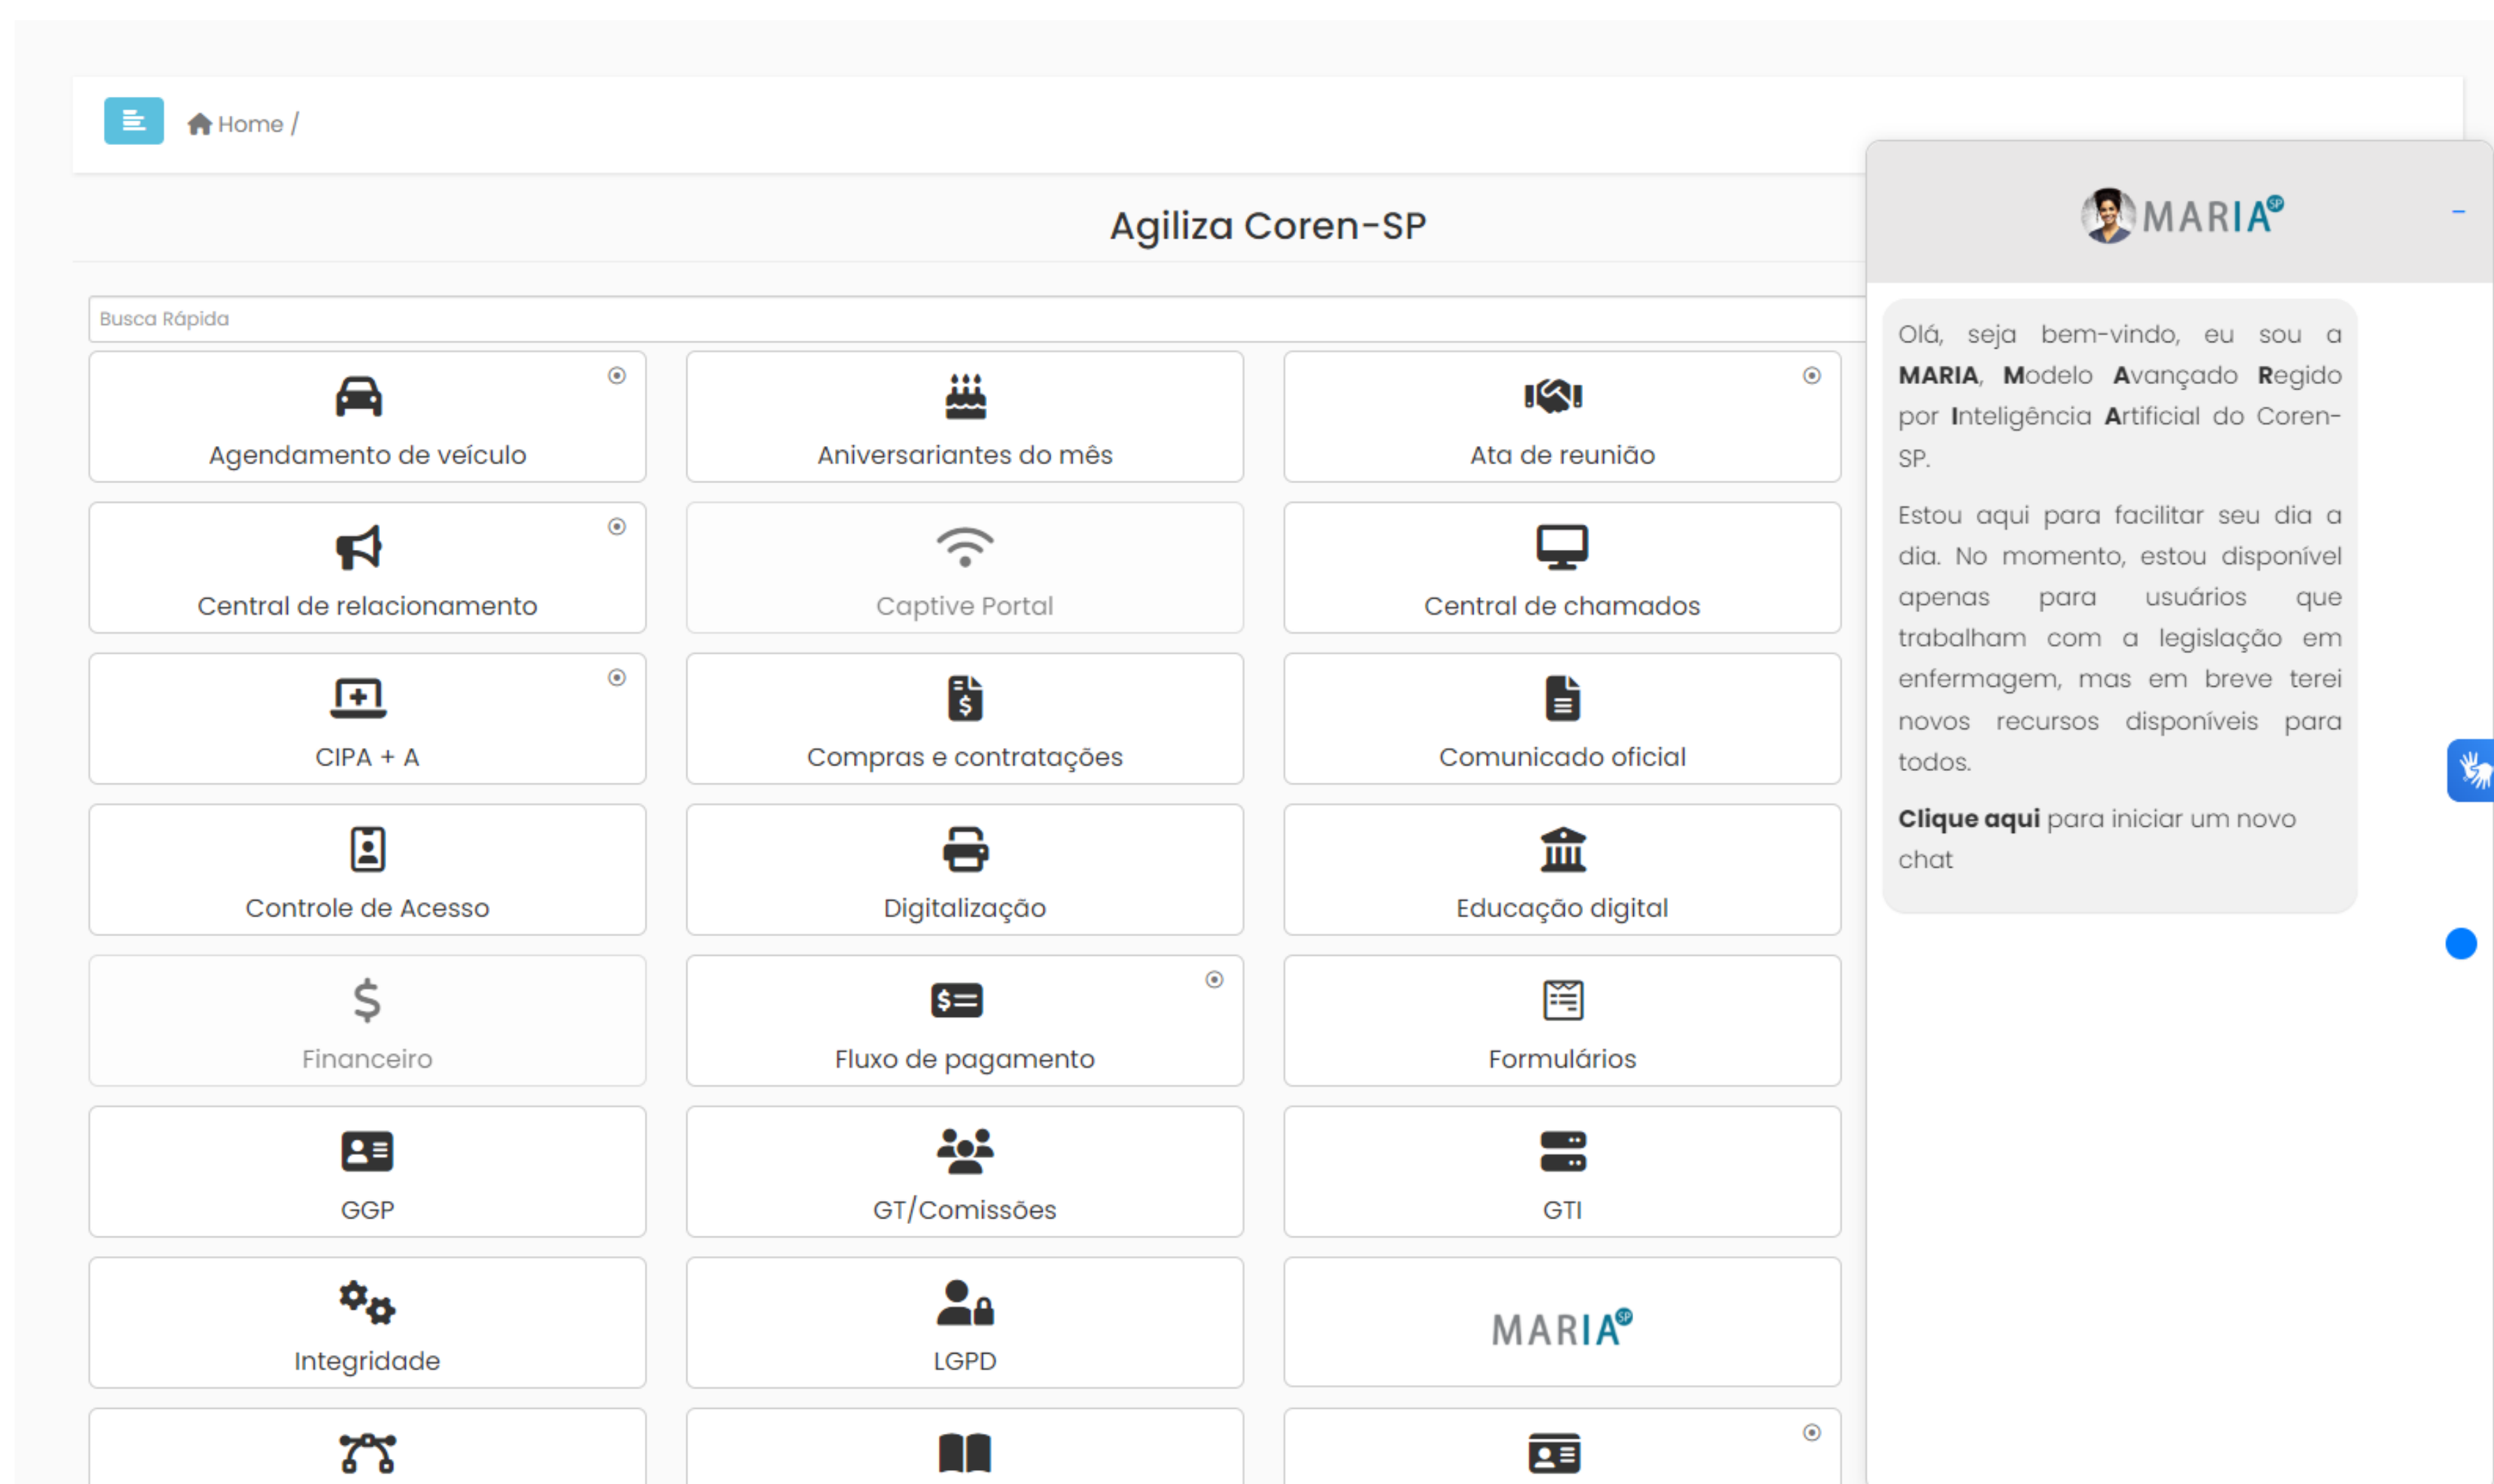 Home /
Agiliza Coren-SP
Busca Rápida
Agendamento de veículo
Aniversariantes do mês
Ata de reunião
Central de relacionamento
Captive Portal
Central de chamados
CIPA + A
Compras e contratações
Comunicado oficial
Controle de Acesso
Digitalização
Educação digital
Financeiro
Fluxo de pagamento
Formulários
GGP
GT/Comissões
GTI
Integridade
LGPD
MARIA SP
MARIA SP
Olá, seja bem-vindo, eu sou a
MARIA, Modelo Avançado Regido
por Inteligência Artificial do Coren-
SP.
Estou aqui para facilitar seu dia a
dia. No momento, estou disponível
apenas para usuários que
trabalham com a legislação em
enfermagem, mas em breve terei
novos recursos disponíveis para
todos.
Clique aqui para iniciar um novo
chat